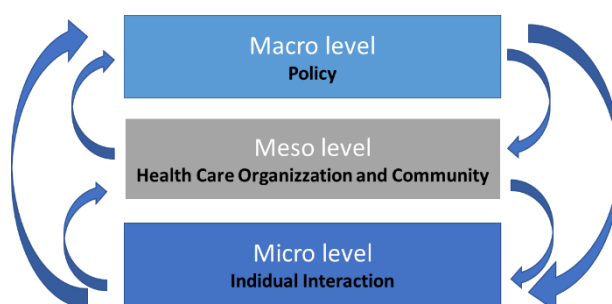 Macro level
Policy
Meso level
Health Care Organizzation and Community
Micro level
Indidual Interaction